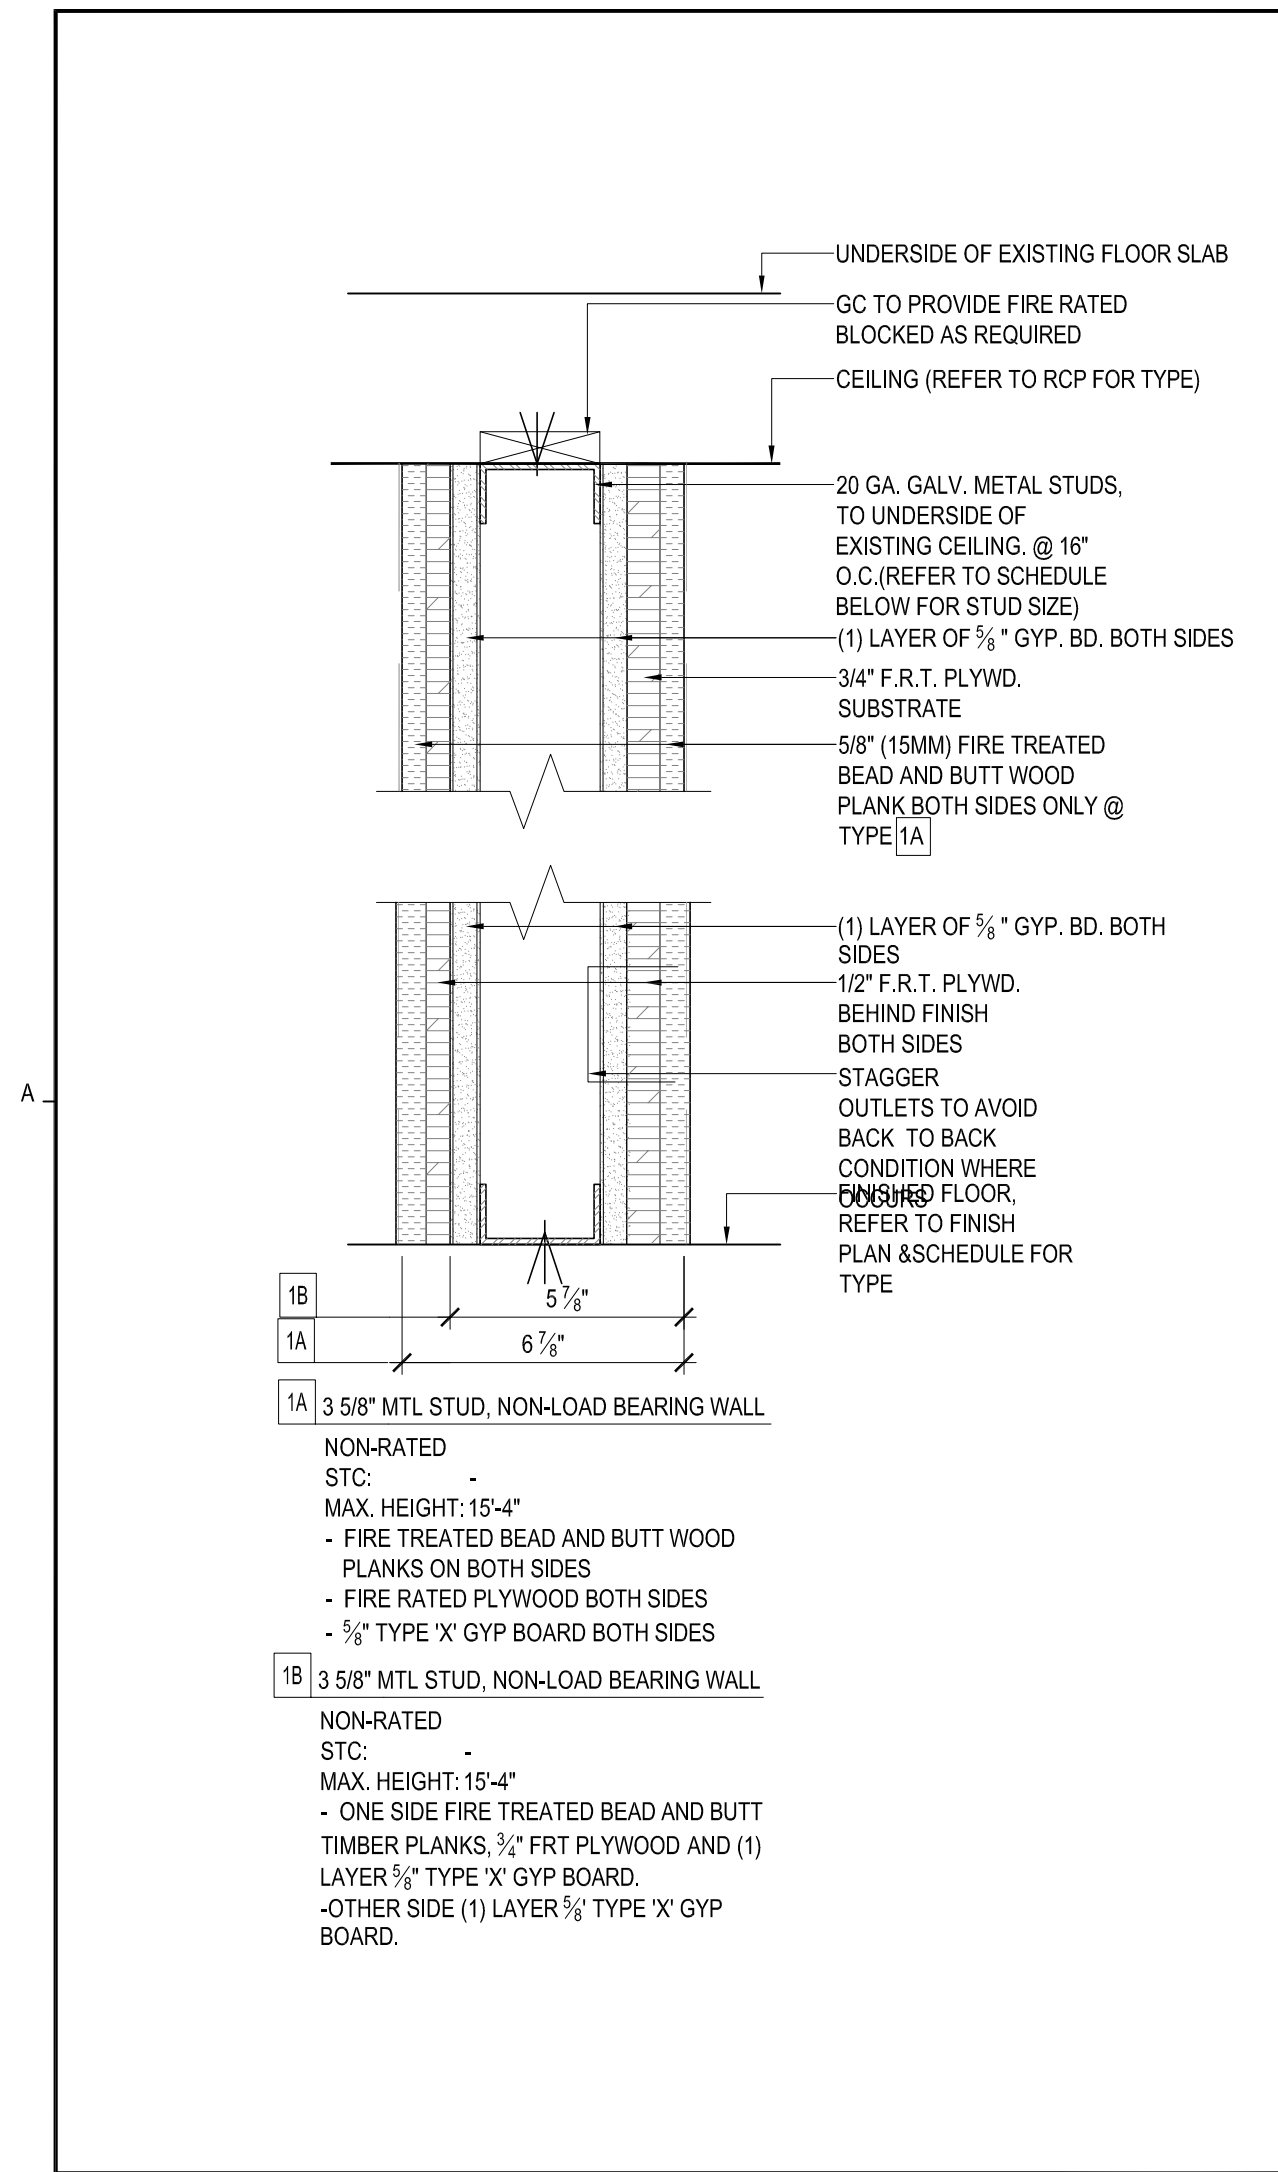 UNDERSIDE OF EXISTING FLOOR SLAB
GC TO PROVIDE FIRE RATED
BLOCKED AS REQUIRED
CEILING (REFER TO RCP FOR TYPE)
20 GA. GALV. METAL STUDS,
TO UNDERSIDE OF
EXISTING CEILING. @ 16"
O.C.(REFER TO SCHEDULE
BELOW FOR STUD SIZE)
(1) LAYER OF 5/8 " GYP. BD. BOTH SIDES
3/4" F.R.T. PLYWD.
SUBSTRATE
5/8" (15MM) FIRE TREATED
BEAD AND BUTT WOOD
PLANK BOTH SIDES ONLY @
TYPE 1A
(1) LAYER OF 5/8 " GYP. BD. BOTH
SIDES
1/2" F.R.T. PLYWD.
BEHIND FINISH
BOTH SIDES
A
STAGGER
OUTLETS TO AVOID
BACK TO BACK
CONDITION WHERE
OCCURS
FINISHED FLOOR,
REFER TO FINISH
PLAN &SCHEDULE FOR
TYPE
1B 5 7/8"
1A 6 7/8"
1A 3 5/8" MTL STUD, NON-LOAD BEARING WALL
NON-RATED
STC: -
MAX. HEIGHT: 15'-4"
- FIRE TREATED BEAD AND BUTT WOOD
PLANKS ON BOTH SIDES
- FIRE RATED PLYWOOD BOTH SIDES
- 5/8" TYPE 'X' GYP BOARD BOTH SIDES
1B 3 5/8" MTL STUD, NON-LOAD BEARING WALL
NON-RATED
STC: -
MAX. HEIGHT: 15'-4"
- ONE SIDE FIRE TREATED BEAD AND BUTT
TIMBER PLANKS, 3/4" FRT PLYWOOD AND (1)
LAYER 5/8" TYPE 'X' GYP BOARD.
-OTHER SIDE (1) LAYER 5/8' TYPE 'X' GYP
BOARD.